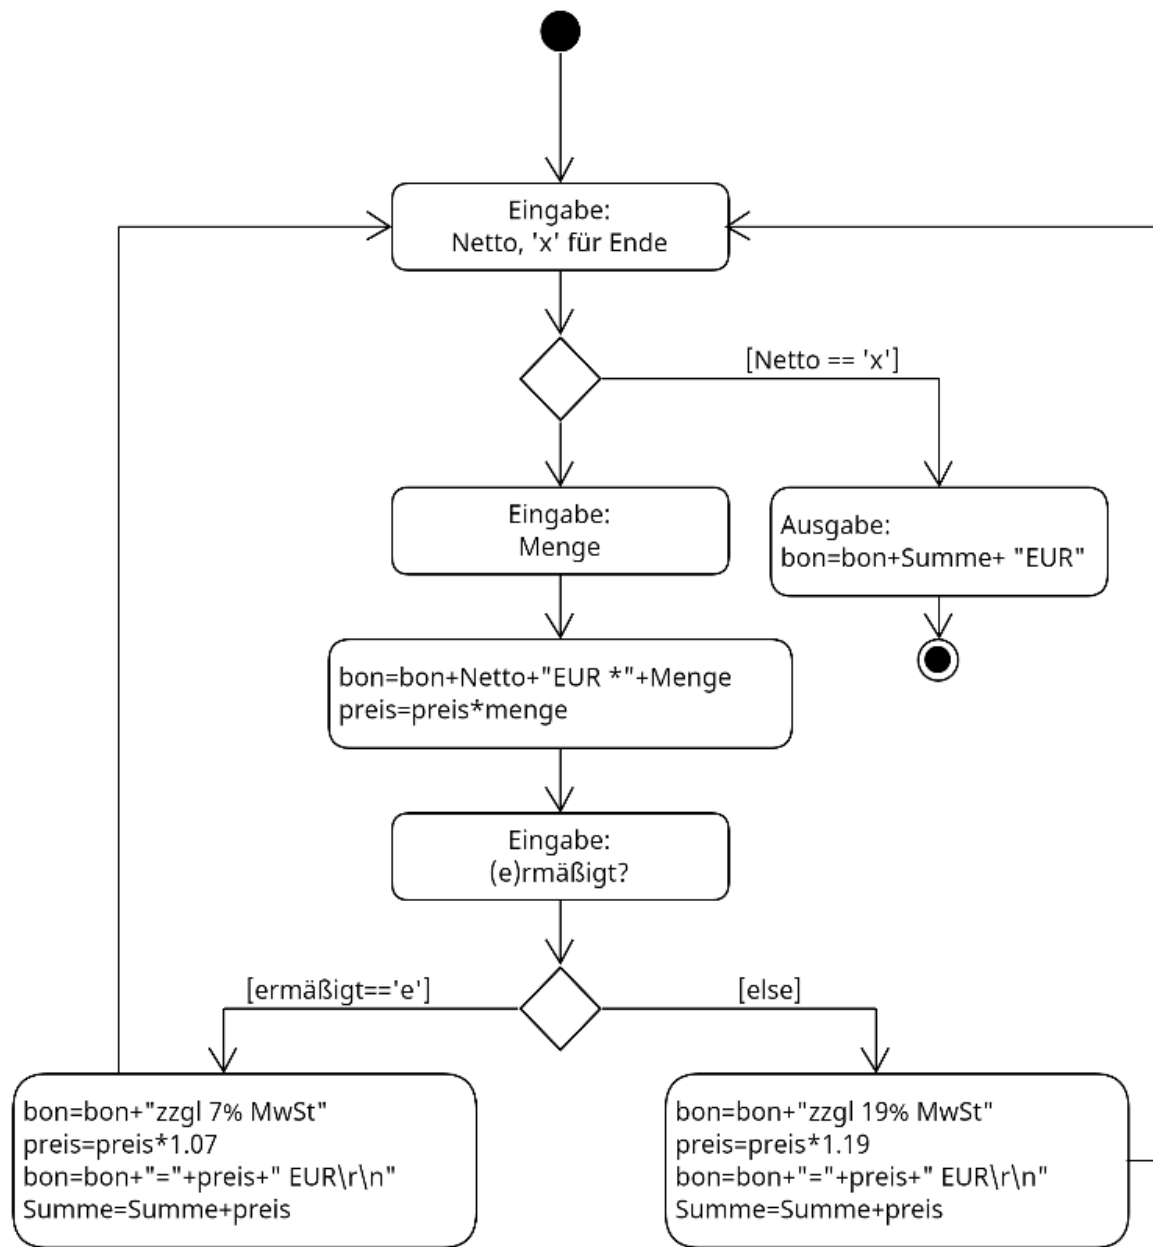 Eingabe:
Netto, 'x' für Ende
[Netto == 'x']
Eingabe:
Menge
Ausgabe:
bon=bon+Summe+ "EUR"
bon=bon+Netto+"EUR *"+Menge
preis=preis*menge
Eingabe:
(e)rmäßigt?
[ermäßigt=='e']
[else]
bon=bon+"zzgl 7% MwSt"
preis=preis*1.07
bon=bon+"="+preis+" EUR\r\n"
Summe=Summe+preis
bon=bon+"zzgl 19% MwSt"
preis=preis*1.19
bon=bon+"="+preis+" EUR\r\n"
Summe=Summe+preis